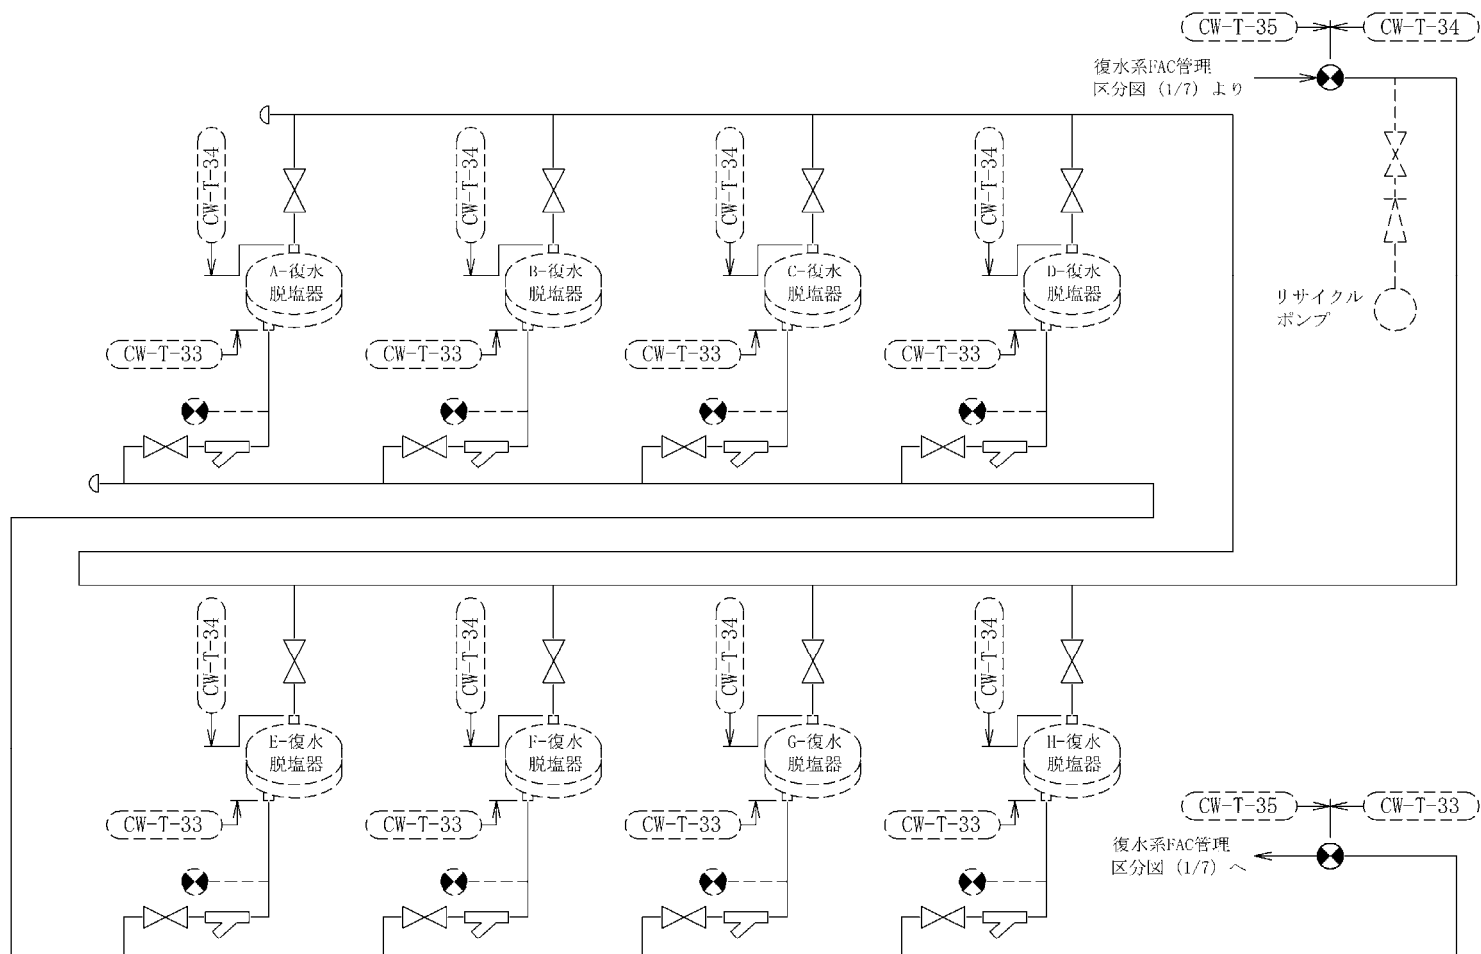 CW-T-35
CW-T-34
復水系FAC管理
区分図 (1/7) より
CW-T-34
CW-T-34
CW-T-34
CW-T-34
A-復水
脱塩器
B-復水
脱塩器
C-復水
脱塩器
D-復水
脱塩器
リサイクル
ポンプ
CW-T-33
CW-T-33
CW-T-33
CW-T-33
CW-T-34
CW-T-34
CW-T-34
CW-T-34
E-復水
脱塩器
F-復水
脱塩器
G-復水
脱塩器
H-復水
脱塩器
CW-T-33
CW-T-33
CW-T-33
CW-T-33
CW-T-35
CW-T-33
復水系FAC管理
区分図 (1/7) へ